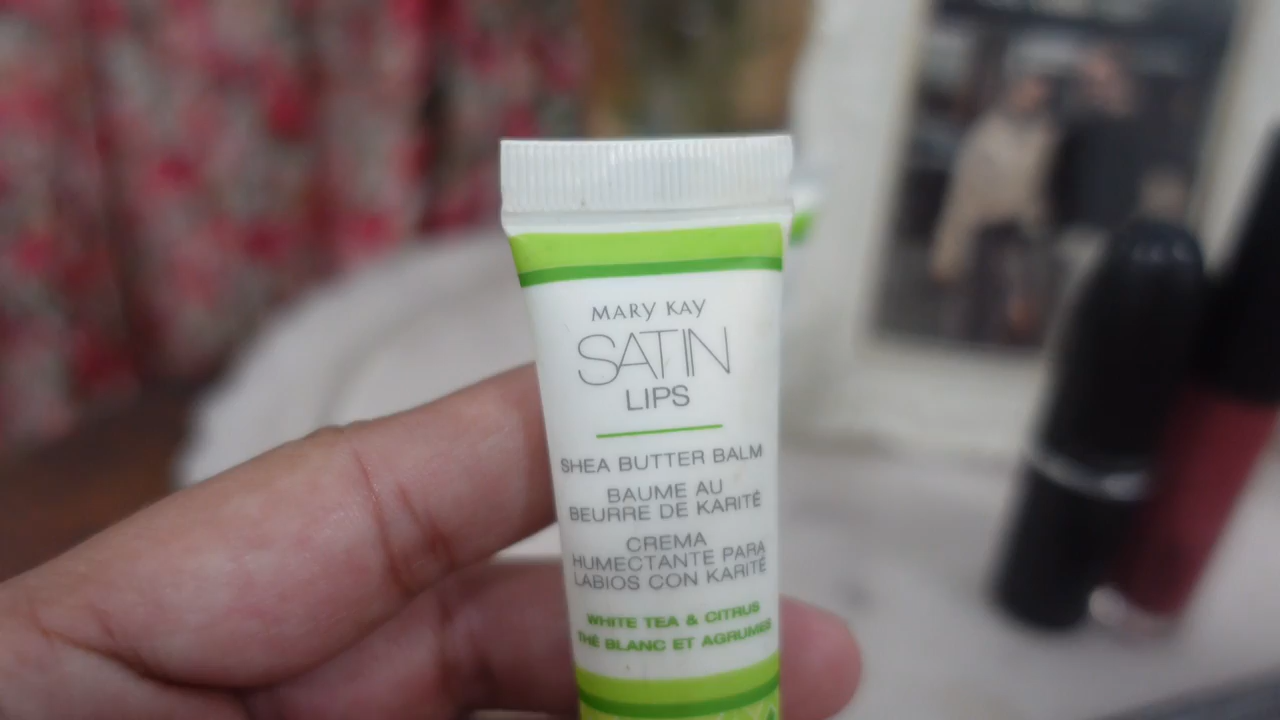 MARY KAY
SATIN
LIPS
SHEA BUTTER BALM
BAUME AU
BEURRE DE KARITÉ
CREMA
HUMECTANTE PARA
LABIOS CON KARITÉ
WHITE TEA & CITRUS
THÉ BLANC ET AGRUMES